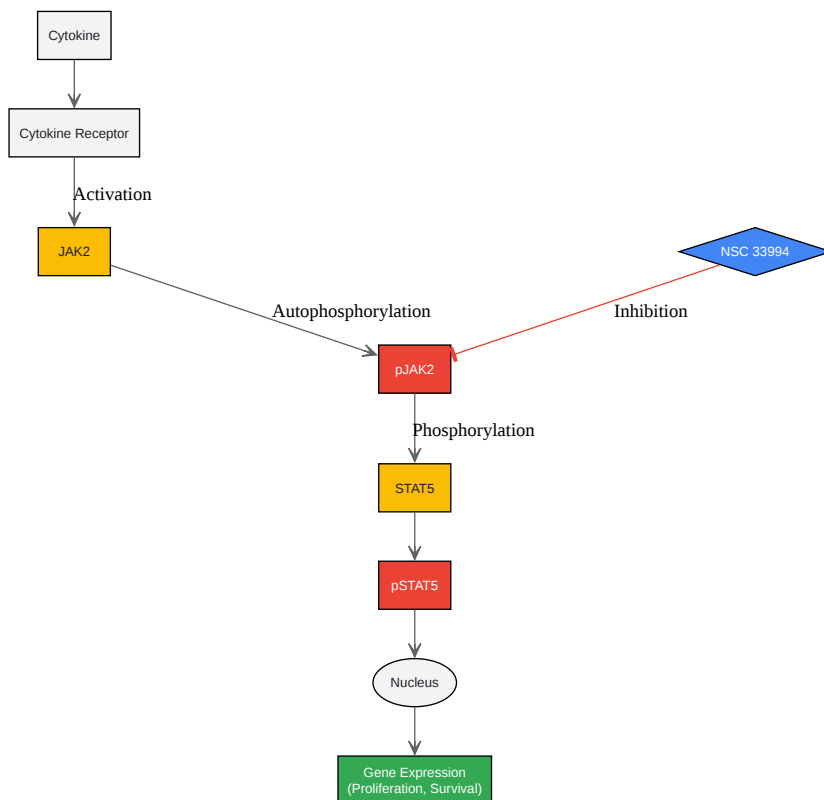 Cytokine
Cytokine Receptor
Activation
JAK2
NSC 33994
Autophosphorylation
Inhibition
pJAK2
Phosphorylation
STAT5
pSTAT5
Nucleus
Gene Expression
(Proliferation, Survival)